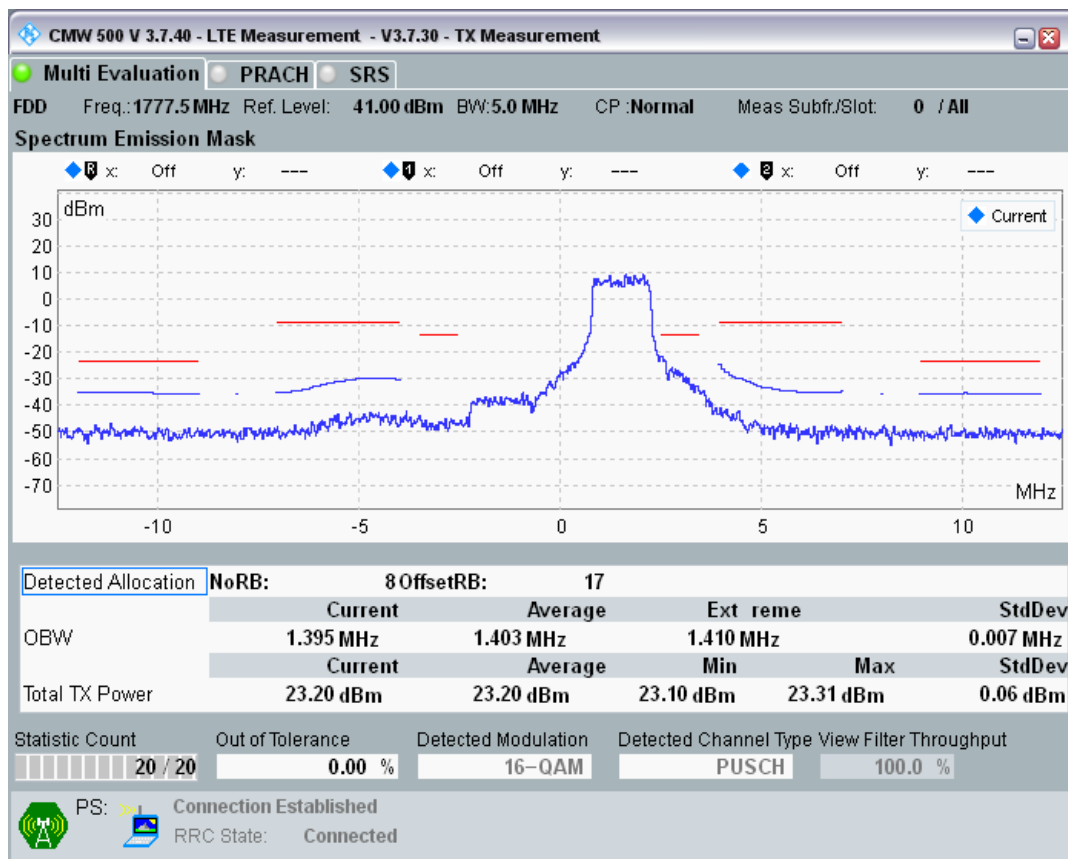 CMW 500 V 3.7.40 - LTE Measurement - V3.7.30 - TX Measurement
Multi Evaluation PRACH SRS
FDD Freq.:1777.5 MHz Ref. Level: 41.00 dBm BW:5.0 MHz CP :Normal Meas Subfr./Slot: 0 / All
Spectrum Emission Mask
R x: Off y: --- 1 x: Off y: --- 2 x: Off y: ---
dBm
Current
30
20
10
0
-10
-20
-30
-40
-50
-60
-70
MHz
-10 -5 0 5 10
Detected Allocation NoRB: 8 OffsetRB: 17
Current Average Ext reme StdDev
OBW 1.395 MHz 1.403 MHz 1.410 MHz 0.007 MHz
Current Average Min Max StdDev
Total TX Power 23.20 dBm 23.20 dBm 23.10 dBm 23.31 dBm 0.06 dBm
Statistic Count Out of Tolerance Detected Modulation Detected Channel Type View Filter Throughput
20 / 20 0.00 % 16-QAM PUSCH 100.0 %
PS: Connection Established
RRC State: Connected